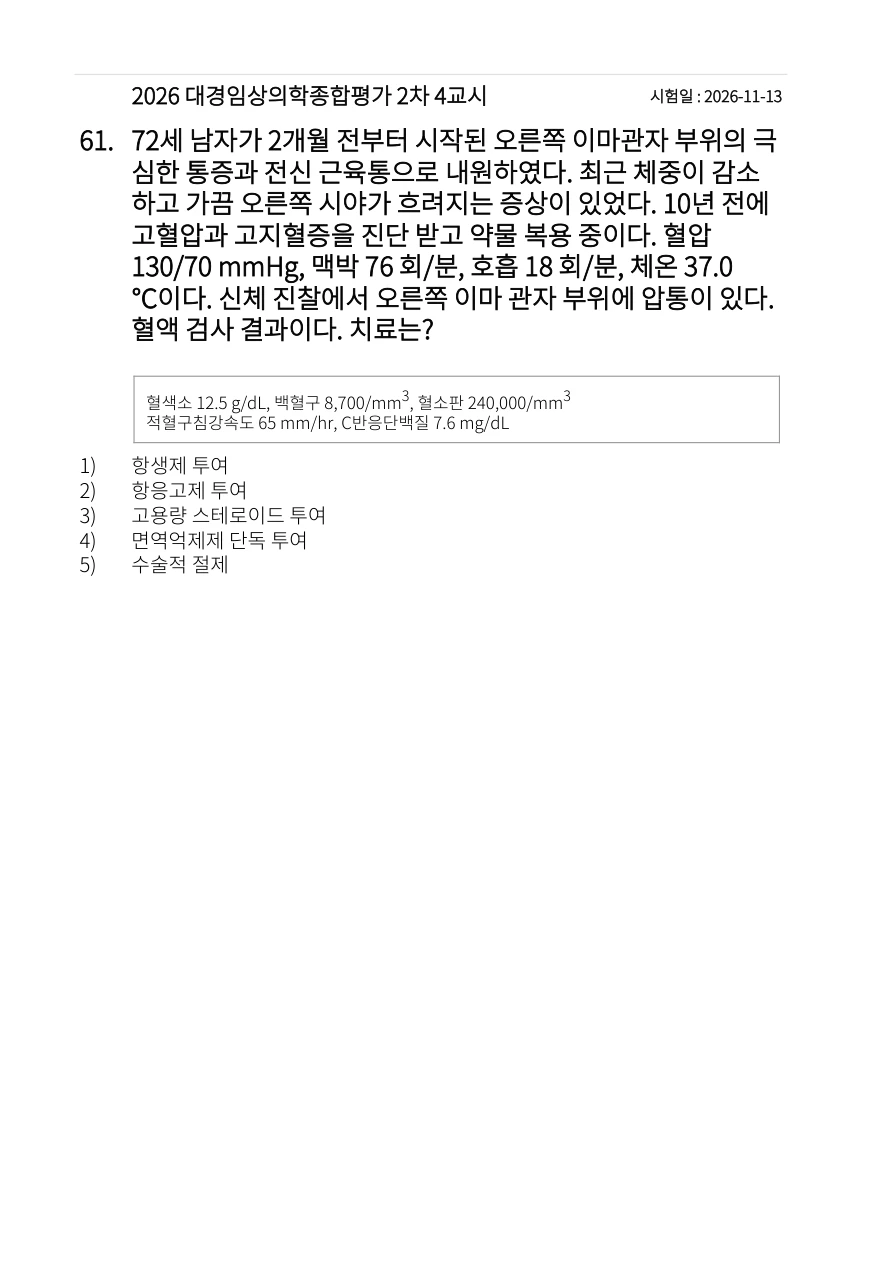 2026 대경임상의학종합평가 2차 4교시
시험일 : 2026-11-13
61. 72세 남자가 2개월 전부터 시작된 오른쪽 이마관자 부위의 극
심한 통증과 전신 근육통으로 내원하였다. 최근 체중이 감소
하고 가끔 오른쪽 시야가 흐려지는 증상이 있었다. 10년 전에
고혈압과 고지혈증을 진단 받고 약물 복용 중이다. 혈압
130/70 mmHg, 맥박 76 회/분, 호흡 18 회/분, 체온 37.0
℃이다. 신체 진찰에서 오른쪽 이마 관자 부위에 압통이 있다.
혈액 검사 결과이다. 치료는?
혈색소 12.5 g/dL, 백혈구 8,700/mm³, 혈소판 240,000/mm³
적혈구침강속도 65 mm/hr, C반응단백질 7.6 mg/dL
1) 항생제 투여
2) 항응고제 투여
3) 고용량 스테로이드 투여
4) 면역억제제 단독 투여
5) 수술적 절제